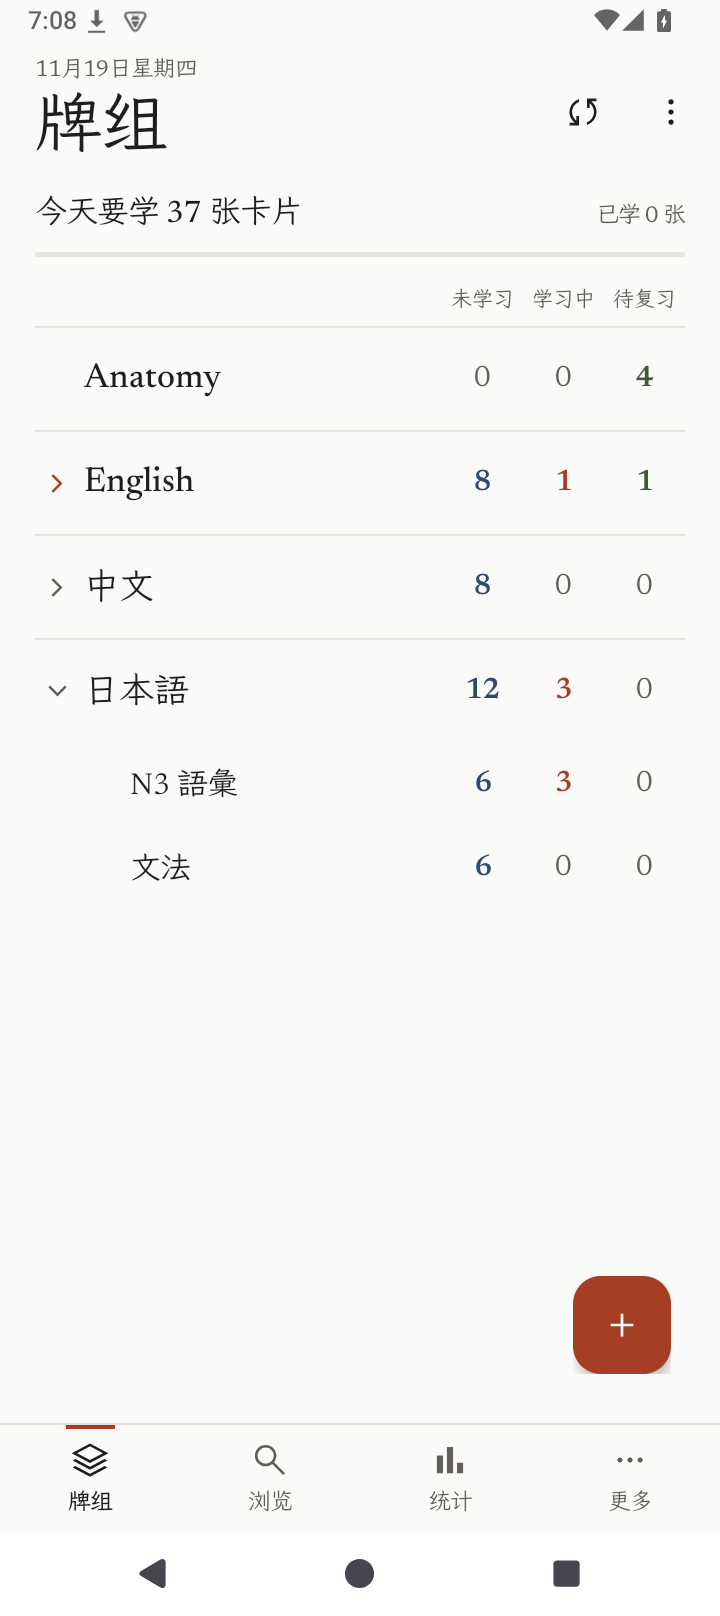 7:08
11月19日星期四
牌组
今天要学 37 张卡片
已学 0 张
未学习 学习中 待复习
Anatomy 0 0 4
English 8 1 1
中文 8 0 0
日本語 12 3 0
N3 語彙 6 3 0
文法 6 0 0
牌组 浏览 统计 更多